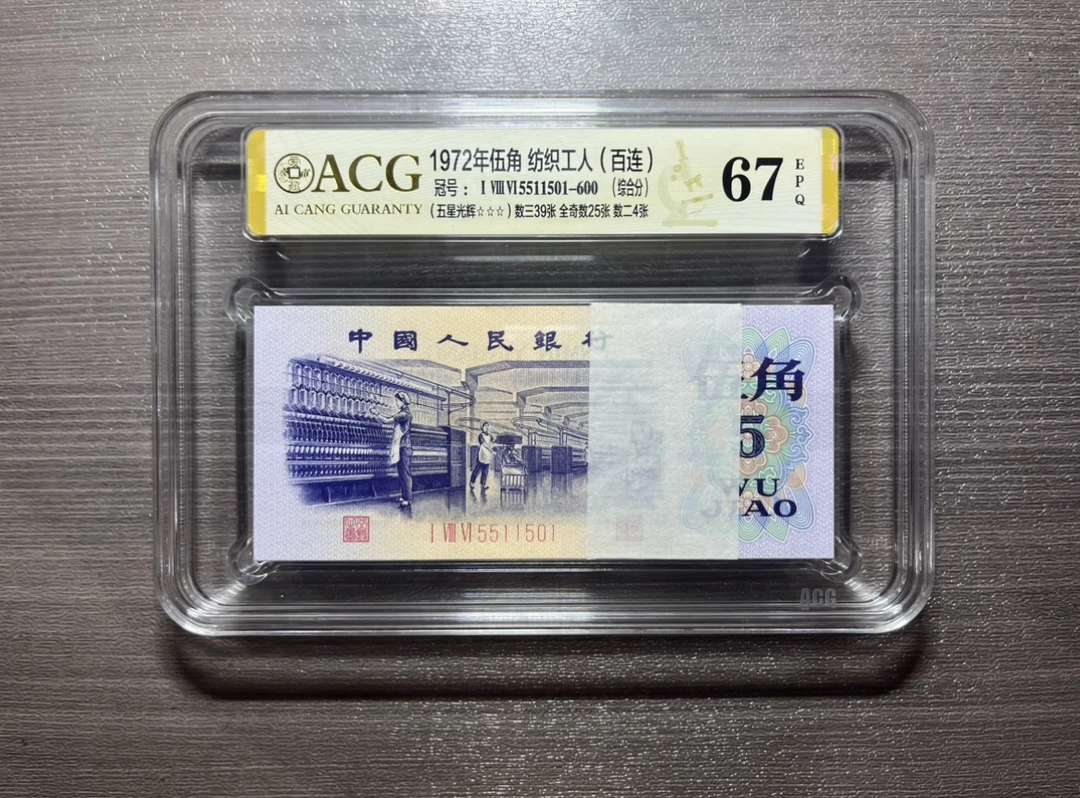 ACG
AI CANG GUARANTY
1972年伍角 纺织工人(百连)
冠号:I VIII VI 5511501-600 (综合分)
(五星光辉☆☆☆)数三39张 全奇数25张 数二4张
67
EPQ
中國人民銀行
伍角
5
WU
JIAO
I VIII VI 5511501
ACG